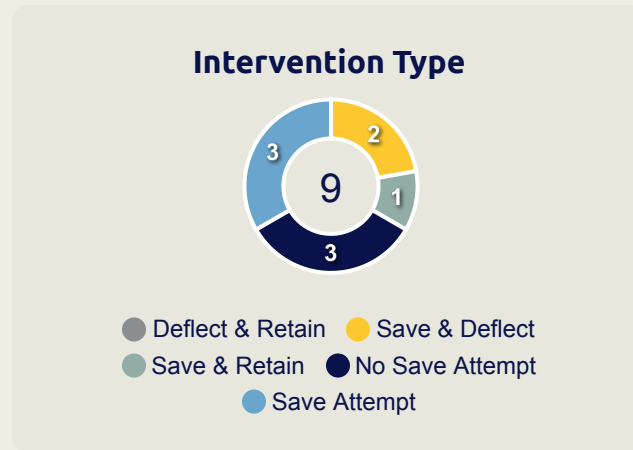 Intervention Type
2
3
9
1
3
Deflect & Retain Save & Deflect
Save & Retain No Save Attempt
Save Attempt